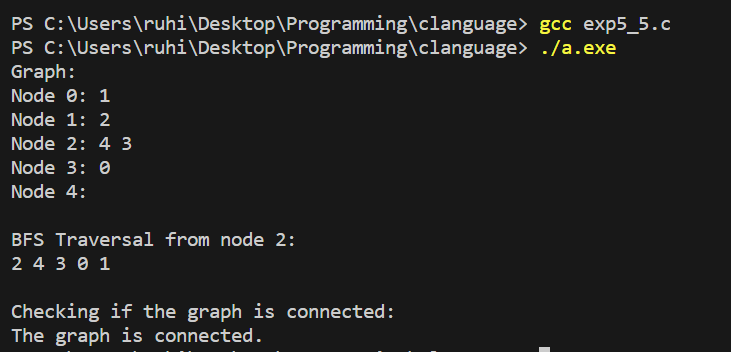 PS C:\Users\ruhi\Desktop\Programming\clanguage> gcc exp5_5.c
PS C:\Users\ruhi\Desktop\Programming\clanguage> ./a.exe
Graph:
Node 0: 1
Node 1: 2
Node 2: 4 3
Node 3: 0
Node 4:
BFS Traversal from node 2:
2 4 3 0 1
Checking if the graph is connected:
The graph is connected.